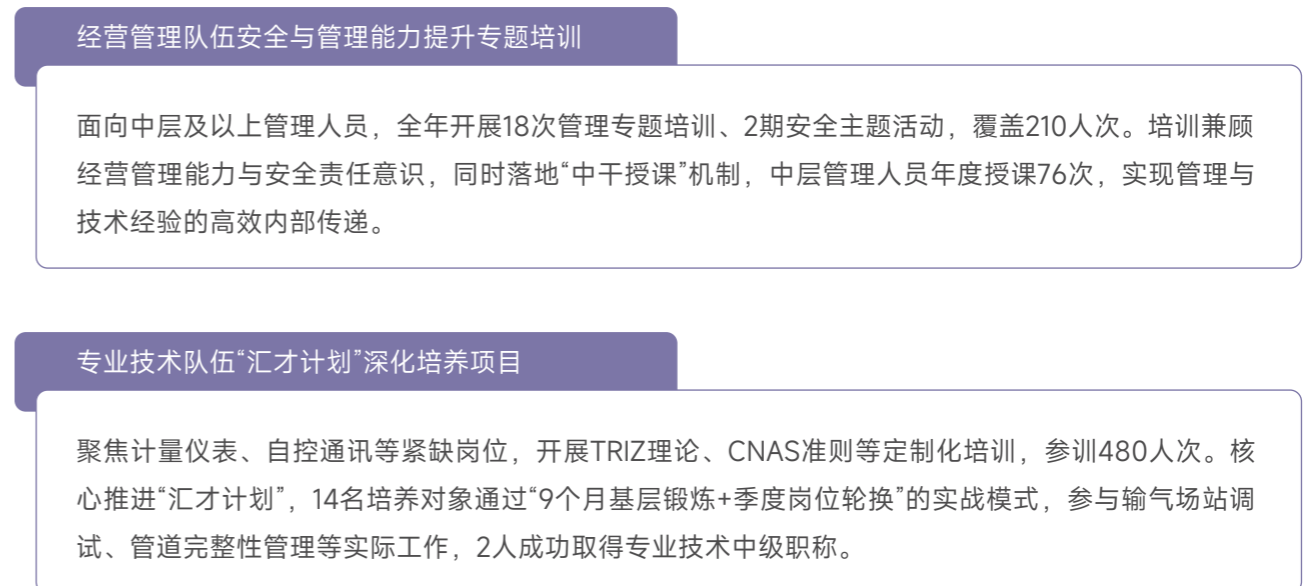 经营管理队伍安全与管理能力提升专题培训
面向中层及以上管理人员，全年开展18次管理专题培训、2期安全主题活动，覆盖210人次。培训兼顾
经营管理能力与安全责任意识，同时落地“中干授课”机制，中层管理人员年度授课76次，实现管理与
技术经验的高效内部传递。
专业技术队伍“汇才计划”深化培养项目
聚焦计量仪表、自控通讯等紧缺岗位，开展TRIZ理论、CNAS准则等定制化培训，参训480人次。核
心推进“汇才计划”，14名培养对象通过“9个月基层锻炼+季度岗位轮换”的实战模式，参与输气场站调
试、管道完整性管理等实际工作，2人成功取得专业技术中级职称。